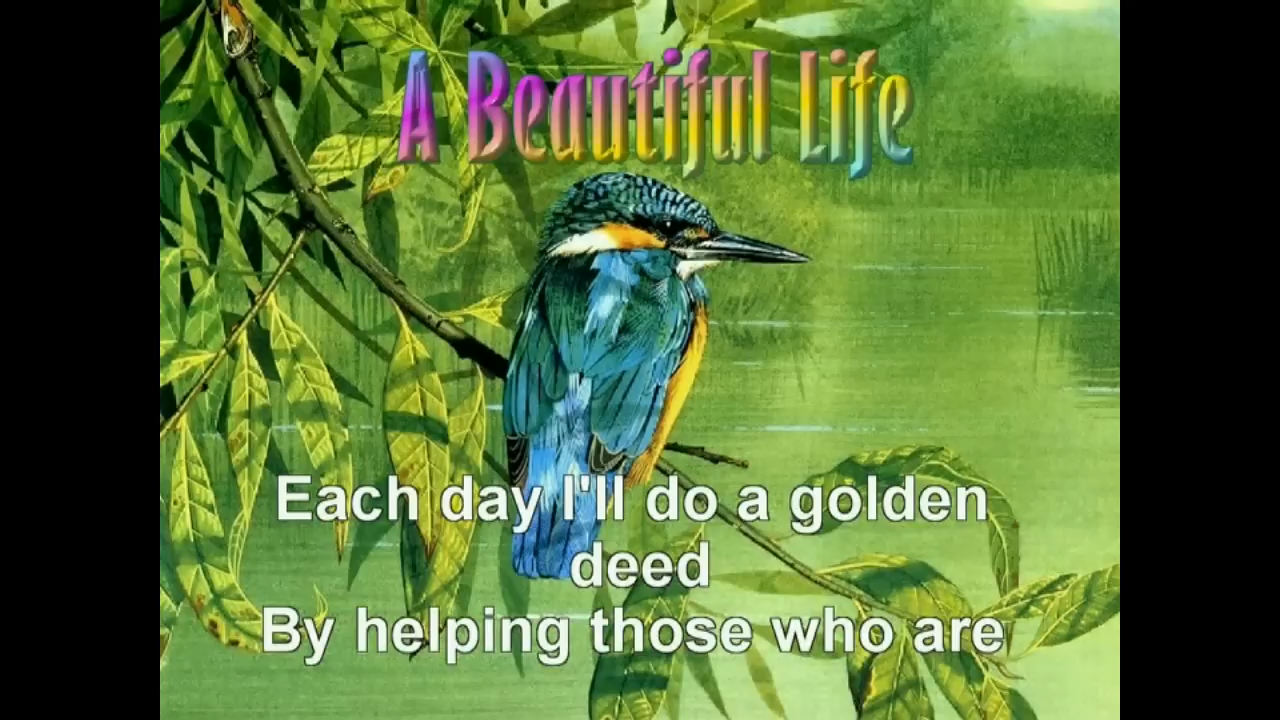 A Beautiful Life
Each day I'll do a golden
deed
By helping those who are